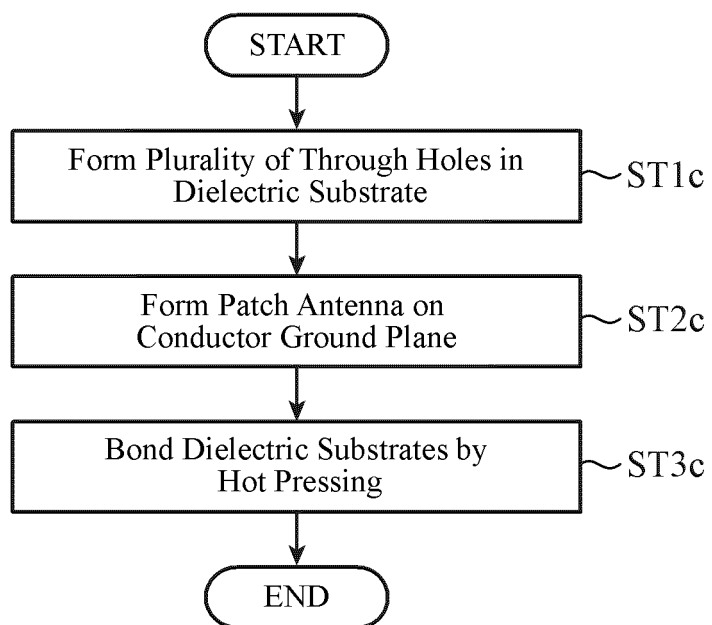 START
Form Plurality of Through Holes in
Dielectric Substrate
ST1c
Form Patch Antenna on
Conductor Ground Plane
ST2c
Bond Dielectric Substrates by
Hot Pressing
ST3c
END